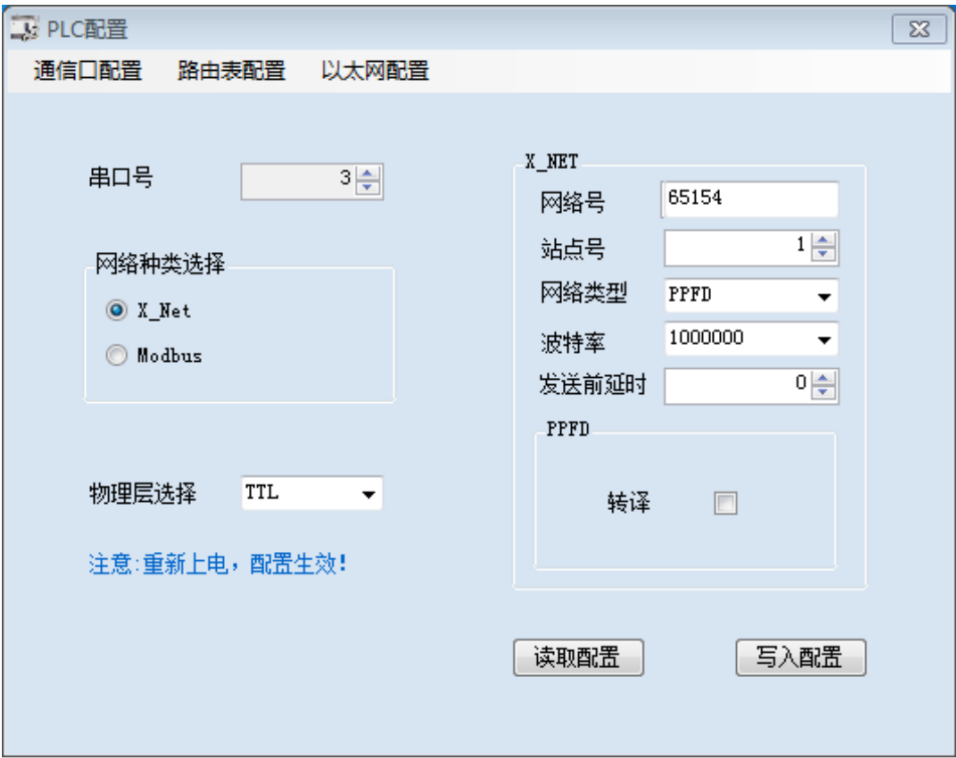 PLC配置
通信口配置 路由表配置 以太网配置
串口号 3
网络种类选择
X_Net
Modbus
物理层选择 TTL
注意:重新上电，配置生效!
X_NET
网络号 65154
站点号 1
网络类型 PPFD
波特率 1000000
发送前延时 0
PPFD
转译
读取配置 写入配置